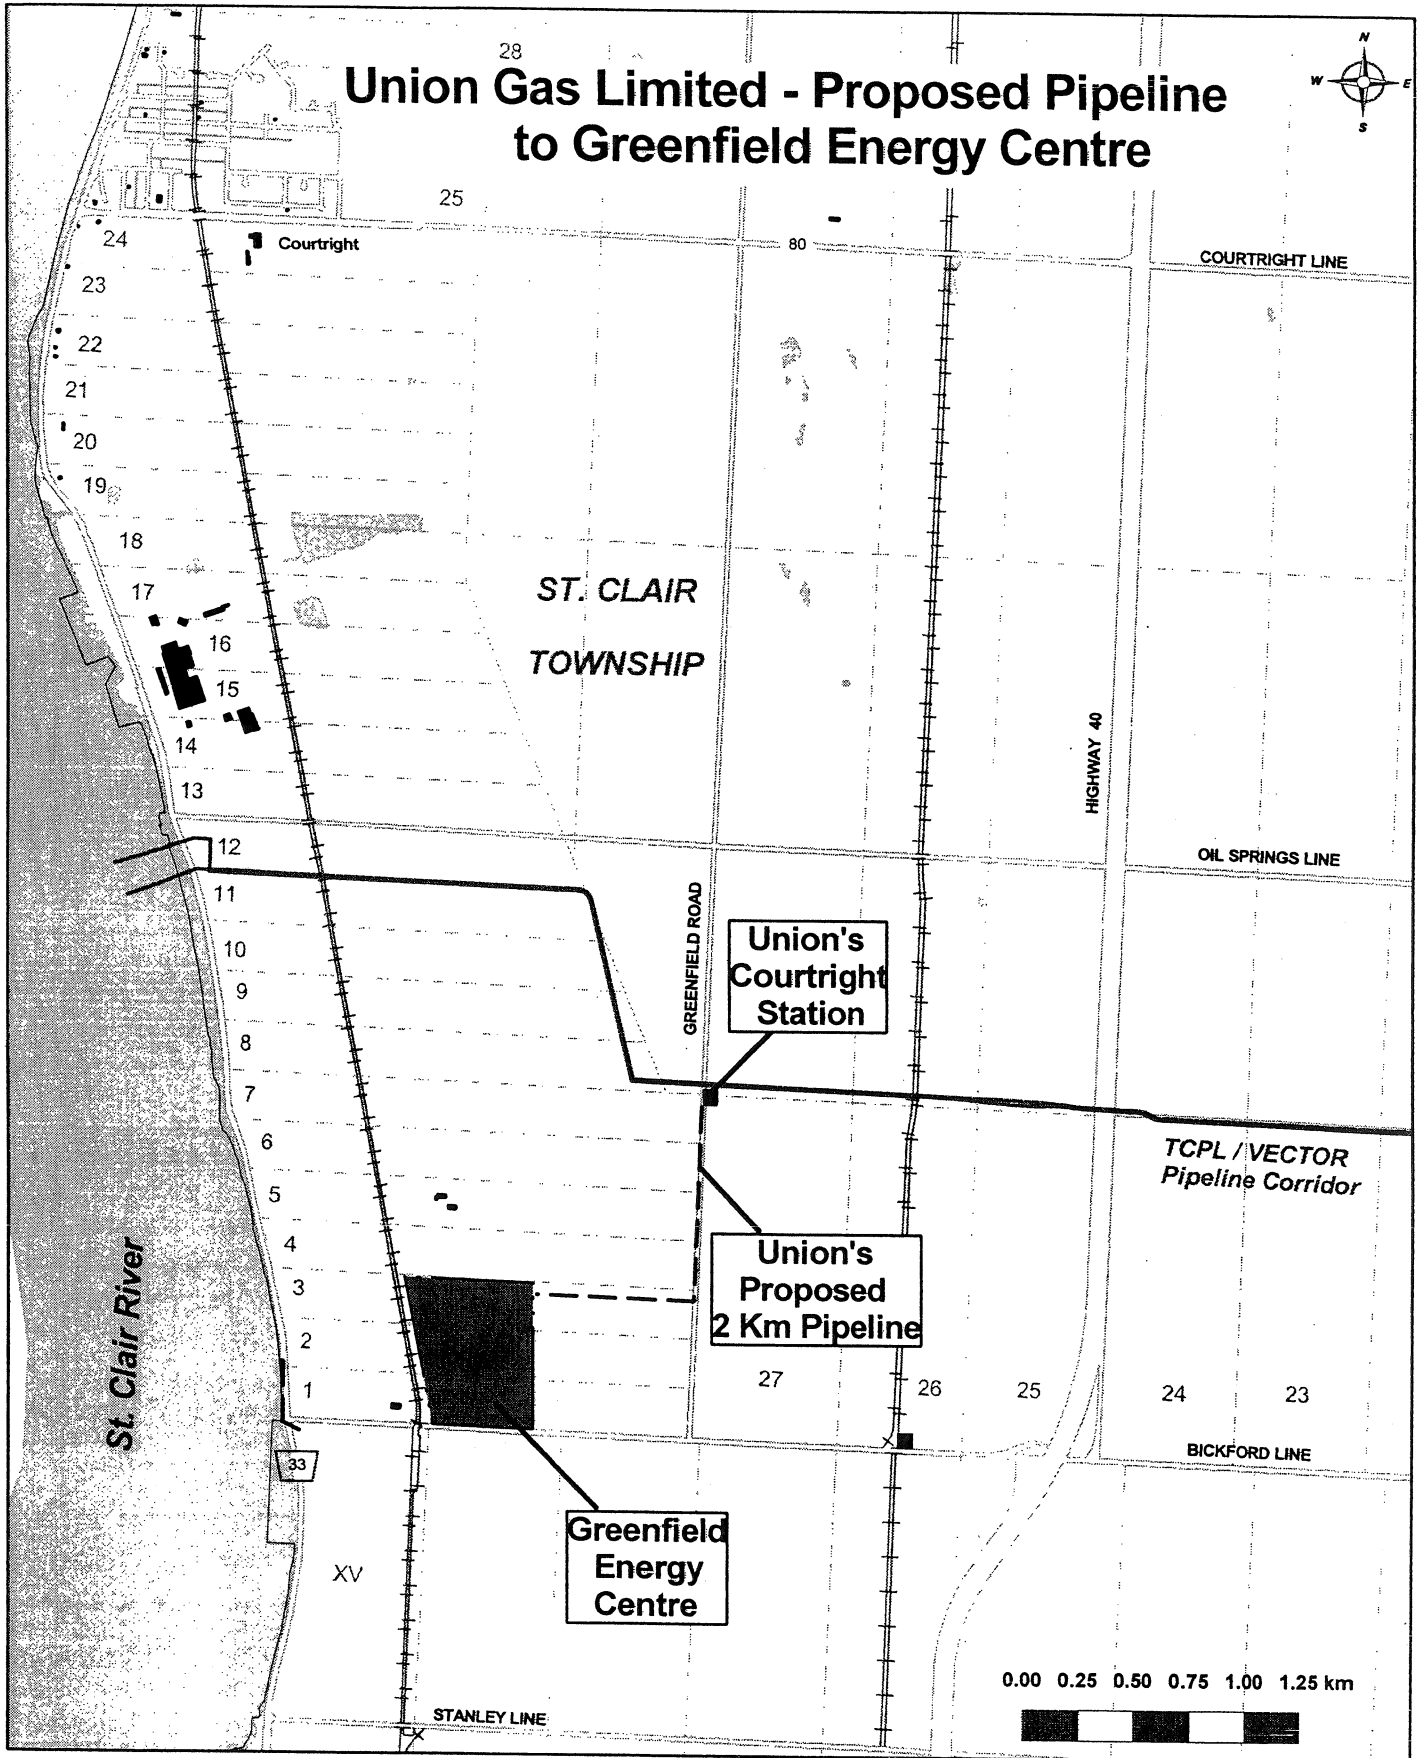 28
Union Gas Limited - Proposed Pipeline
to Greenfield Energy Centre
N
W
E
S
25
24
Courtright
80
COURTRIGHT LINE
23
22
21
20
19
18
17
ST. CLAIR
TOWNSHIP
16
15
14
13
HIGHWAY 40
12
OIL SPRINGS LINE
11
GREENFIELD ROAD
10
9
8
7
Union's
Courtright
Station
6
TCPL / VECTOR
Pipeline Corridor
5
4
3
2
1
Union's
Proposed
2 Km Pipeline
St. Clair River
27
26
25
24
23
BICKFORD LINE
33
Greenfield
Energy
Centre
XV
0.00 0.25 0.50 0.75 1.00 1.25 km
STANLEY LINE